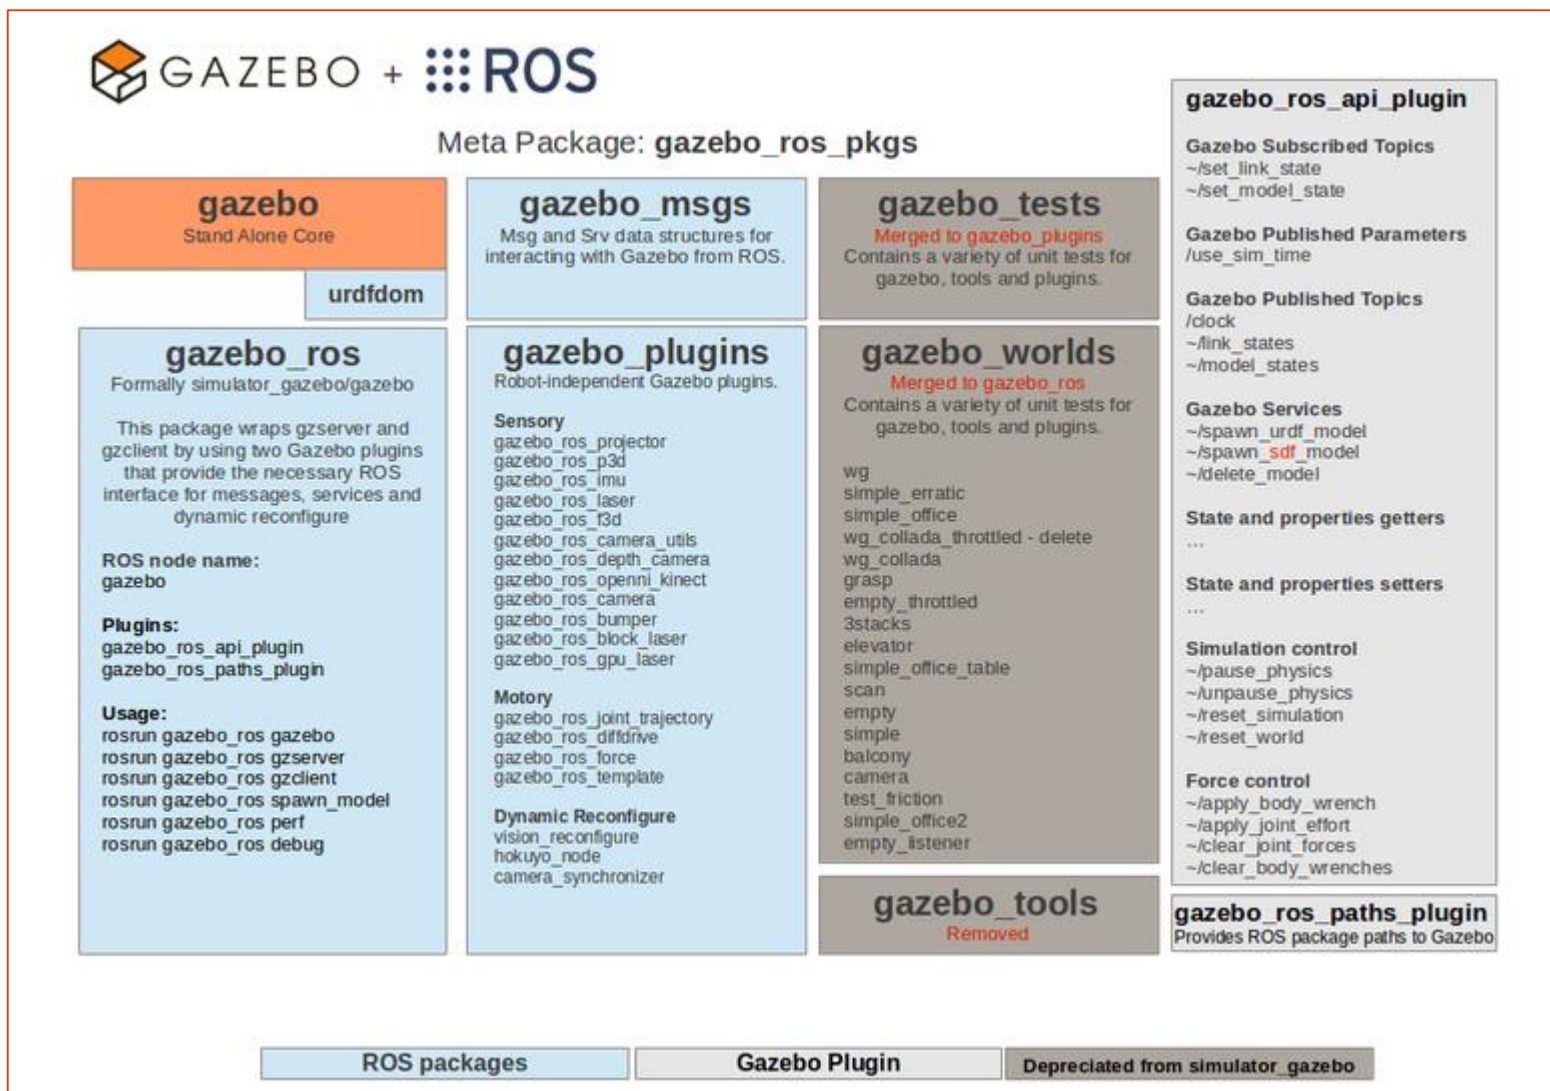 GAZEBO + ROS
Meta Package: gazebo_ros_pkgs
gazebo
Stand Alone Core
urdfdom
gazebo_ros
Formally simulator_gazebo/gazebo
This package wraps gzserver and
gzclient by using two Gazebo plugins
that provide the necessary ROS
interface for messages, services and
dynamic reconfigure
ROS node name:
gazebo
Plugins:
gazebo_ros_api_plugin
gazebo_ros_paths_plugin
Usage:
rosrun gazebo_ros gazebo
rosrun gazebo_ros gzserver
rosrun gazebo_ros gzclient
rosrun gazebo_ros spawn_model
rosrun gazebo_ros perf
rosrun gazebo_ros debug
gazebo_msgs
Msg and Srv data structures for
interacting with Gazebo from ROS.
gazebo_plugins
Robot-independent Gazebo plugins.
Sensory
gazebo_ros_projector
gazebo_ros_p3d
gazebo_ros_imu
gazebo_ros_laser
gazebo_ros_f3d
gazebo_ros_camera_utils
gazebo_ros_depth_camera
gazebo_ros_openni_kinect
gazebo_ros_camera
gazebo_ros_bumper
gazebo_ros_block_laser
gazebo_ros_gpu_laser
Motory
gazebo_ros_joint_trajectory
gazebo_ros_diffdrive
gazebo_ros_force
gazebo_ros_template
Dynamic Reconfigure
vision_reconfigure
hokuyo_node
camera_synchronizer
gazebo_tests
Merged to gazebo_plugins
Contains a variety of unit tests for
gazebo, tools and plugins.
gazebo_worlds
Merged to gazebo_ros
Contains a variety of unit tests for
gazebo, tools and plugins.
wg
simple_erratic
simple_office
wg_collada_throttled - delete
wg_collada
grasp
empty_throttled
3stacks
elevator
simple_office_table
scan
empty
simple
balcony
camera
test_friction
simple_office2
empty_listener
gazebo_tools
Removed
gazebo_ros_api_plugin
Gazebo Subscribed Topics
~/set_link_state
~/set_model_state
Gazebo Published Parameters
/use_sim_time
Gazebo Published Topics
/clock
~/link_states
~/model_states
Gazebo Services
~/spawn_urdf_model
~/spawn_sdf_model
~/delete_model
State and properties getters
...
State and properties setters
...
Simulation control
~/pause_physics
~/unpause_physics
~/reset_simulation
~/reset_world
Force control
~/apply_body_wrench
~/apply_joint_effort
~/clear_joint_forces
~/clear_body_wrenches
gazebo_ros_paths_plugin
Provides ROS package paths to Gazebo
ROS packages
Gazebo Plugin
Depreciated from simulator_gazebo